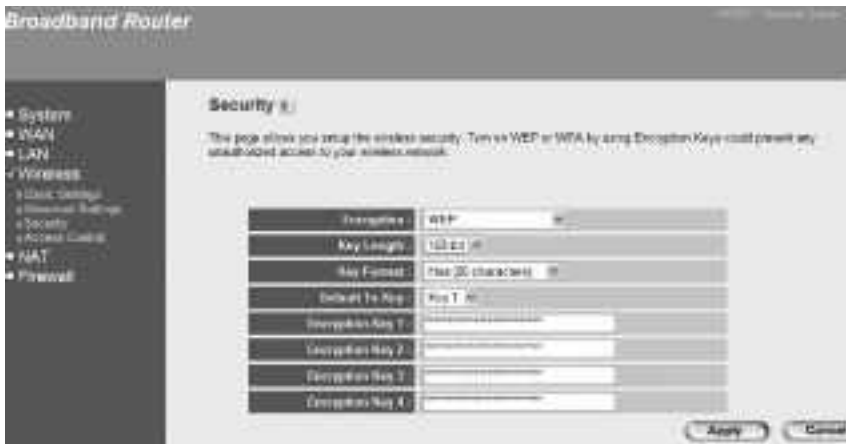 Broadband Router
System
WAN
LAN
Wireless
Security
Access Control
NAT
Firewall
Security
This page allows you setup the wireless security. Turn on WEP or WPA by using Encryption Keys could prevent any
unauthorized access to your wireless network.
Encryption : WEP
Key Length :
Key Format : Hex (26 characters)
Default Tx Key : Key 1
Encryption Key 1 :
Encryption Key 2 :
Encryption Key 3 :
Encryption Key 4 :
Apply
Cancel